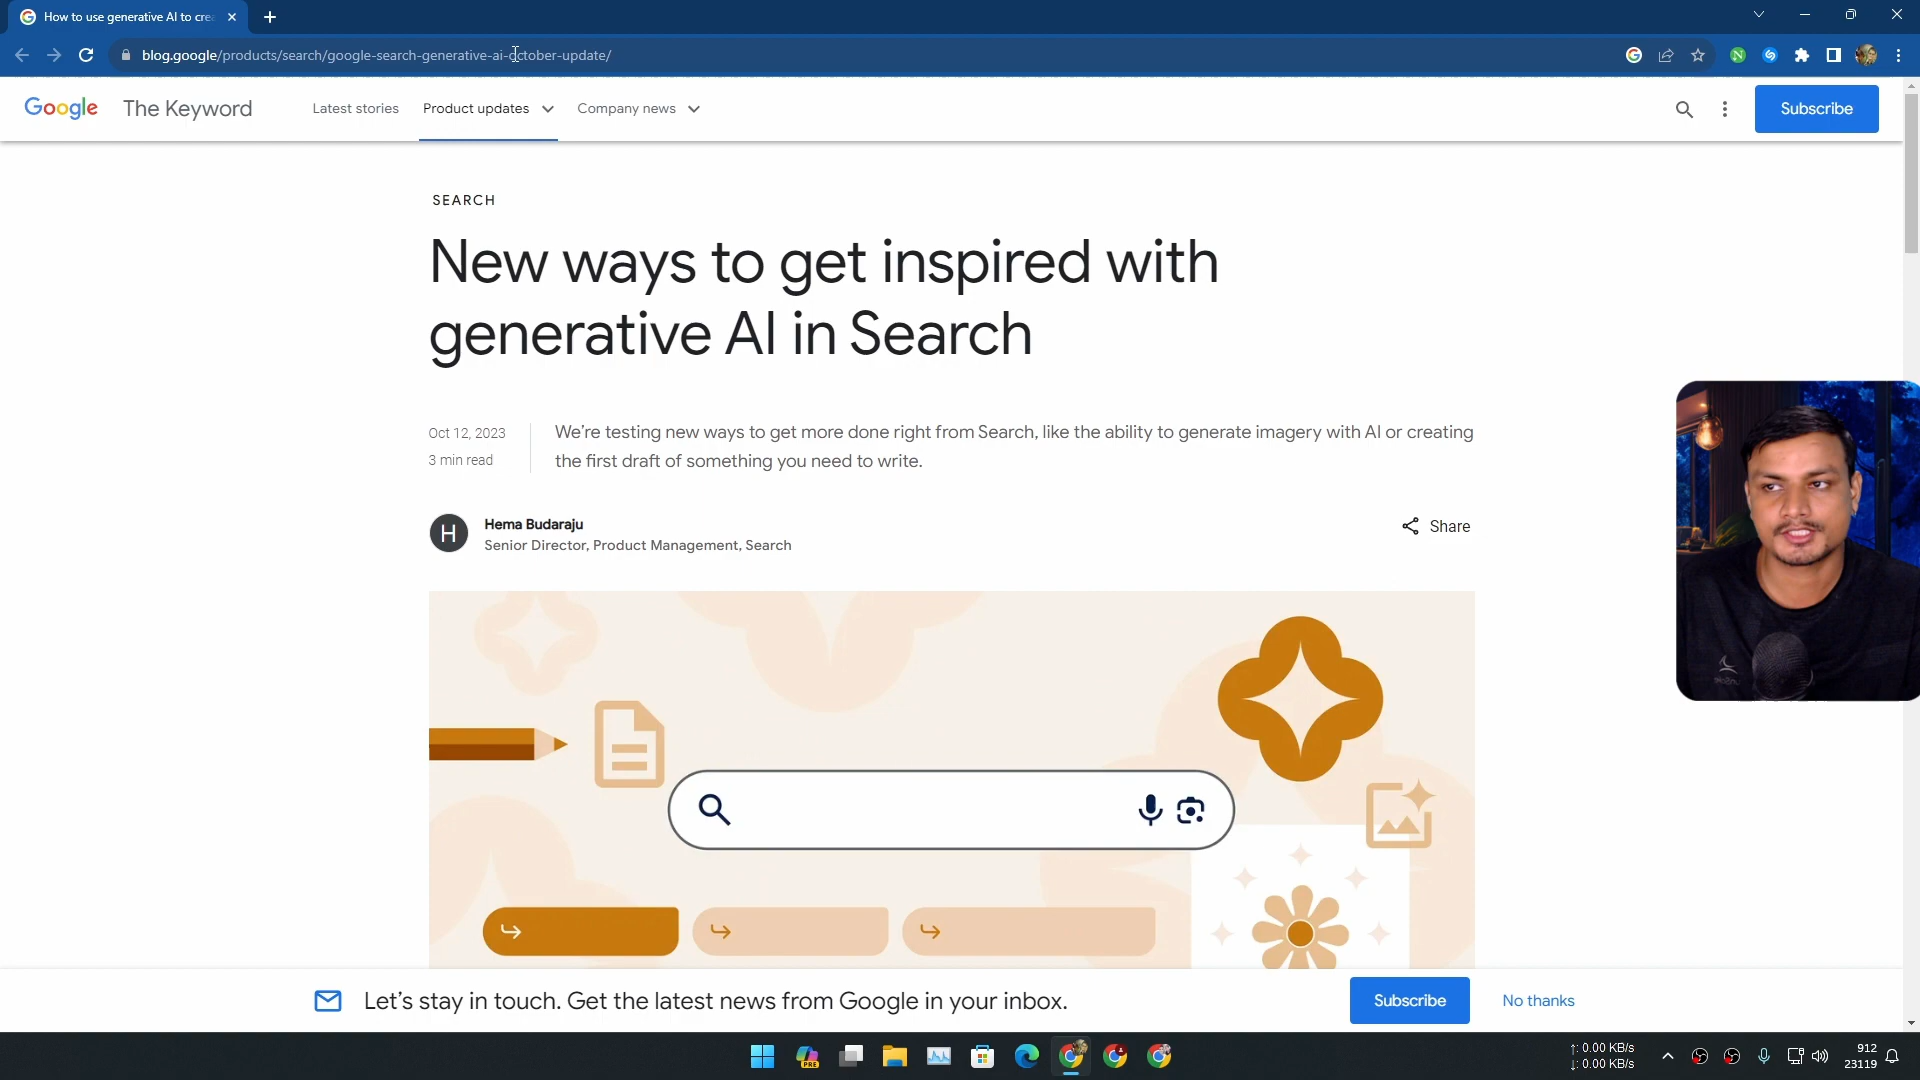 How to use generative AI to crea
blog.google/products/search/google-search-generative-ai-october-update/
Google The Keyword Latest stories Product updates Company news Subscribe
SEARCH
New ways to get inspired with
generative AI in Search
Oct 12, 2023
3 min read
We’re testing new ways to get more done right from Search, like the ability to generate imagery with AI or creating
the first draft of something you need to write.
H
Hema Budaraju
Senior Director, Product Management, Search
Share
Let’s stay in touch. Get the latest news from Google in your inbox.
Subscribe
No thanks
PRE
↑: 0.00 KB/s
↓: 0.00 KB/s
912
23119